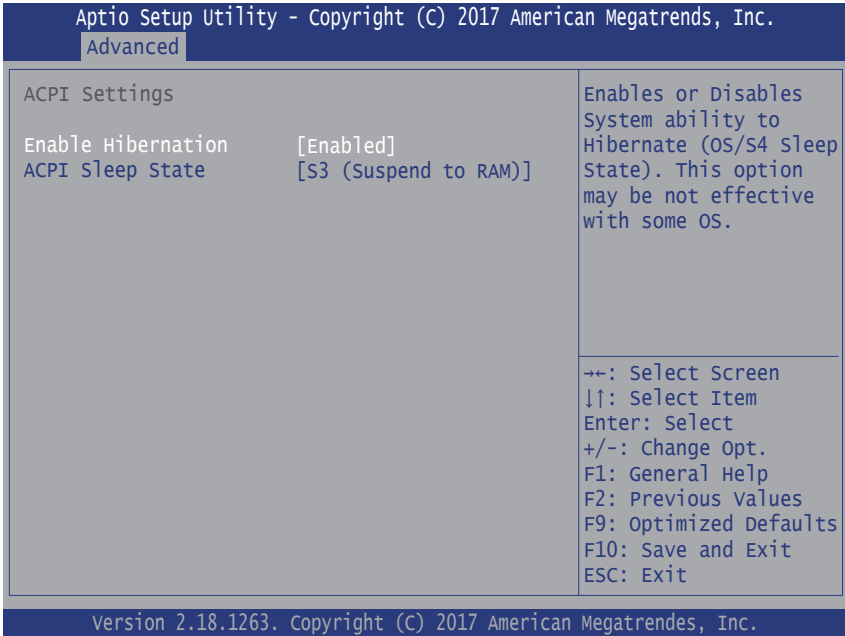 Aptio Setup Utility - Copyright (C) 2017 American Megatrends, Inc.
Advanced
ACPI Settings
Enable Hibernation [Enabled]
ACPI Sleep State [S3 (Suspend to RAM)]
Enables or Disables
System ability to
Hibernate (OS/S4 Sleep
State). This option
may be not effective
with some OS.
→←: Select Screen
↓↑: Select Item
Enter: Select
+/-: Change Opt.
F1: General Help
F2: Previous Values
F9: Optimized Defaults
F10: Save and Exit
ESC: Exit
Version 2.18.1263. Copyright (C) 2017 American Megatrendes, Inc.